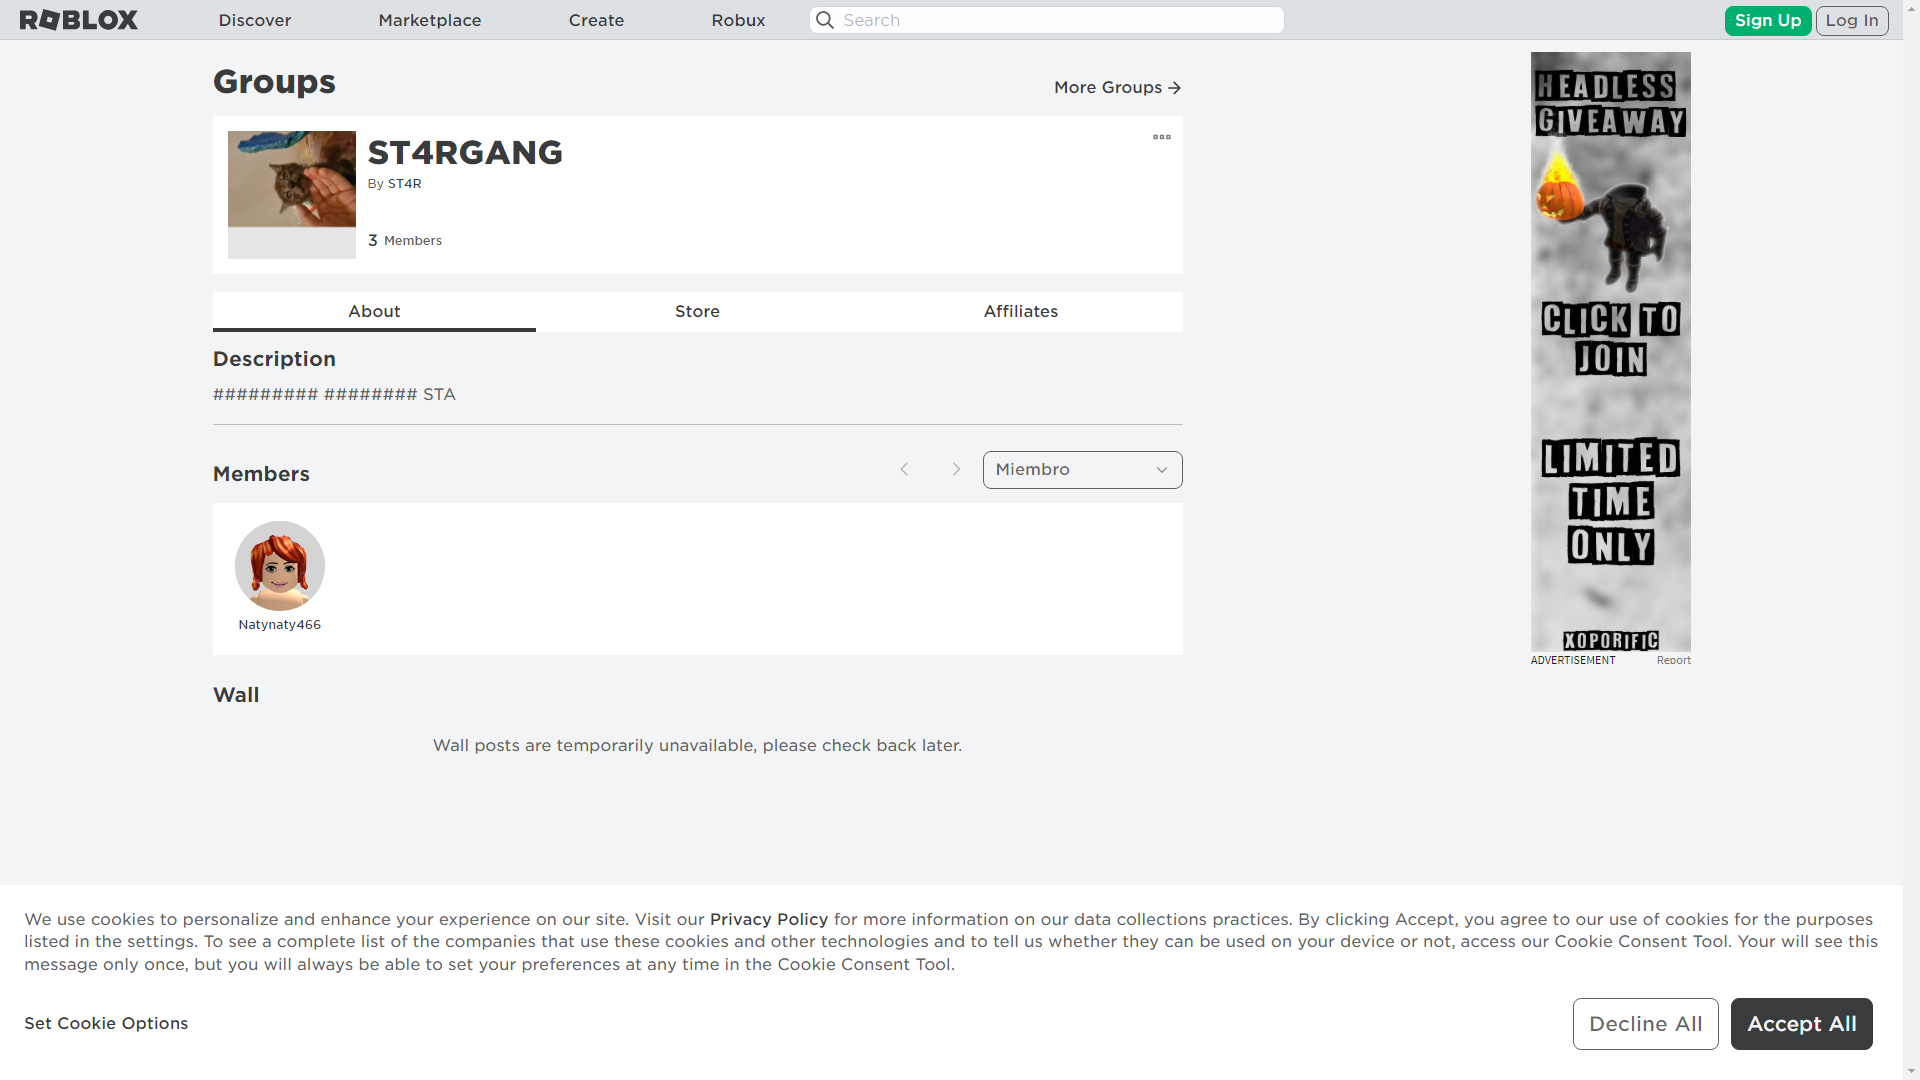 ROBLOX
Discover
Marketplace
Create
Robux
Search
Sign Up
Log In
Groups
More Groups
ST4RGANG
By ST4R
3 Members
About
Store
Affiliates
Description
######### ######## STA
Members
Miembro
Natynaty466
Wall
Wall posts are temporarily unavailable, please check back later.
HEADLESS
GIVEAWAY
CLICK TO
JOIN
LIMITED
TIME
ONLY
XOPORIFIC
ADVERTISEMENT
Report
We use cookies to personalize and enhance your experience on our site. Visit our Privacy Policy for more information on our data collections practices. By clicking Accept, you agree to our use of cookies for the purposes
listed in the settings. To see a complete list of the companies that use these cookies and other technologies and to tell us whether they can be used on your device or not, access our Cookie Consent Tool. Your will see this
message only once, but you will always be able to set your preferences at any time in the Cookie Consent Tool.
Set Cookie Options
Decline All
Accept All